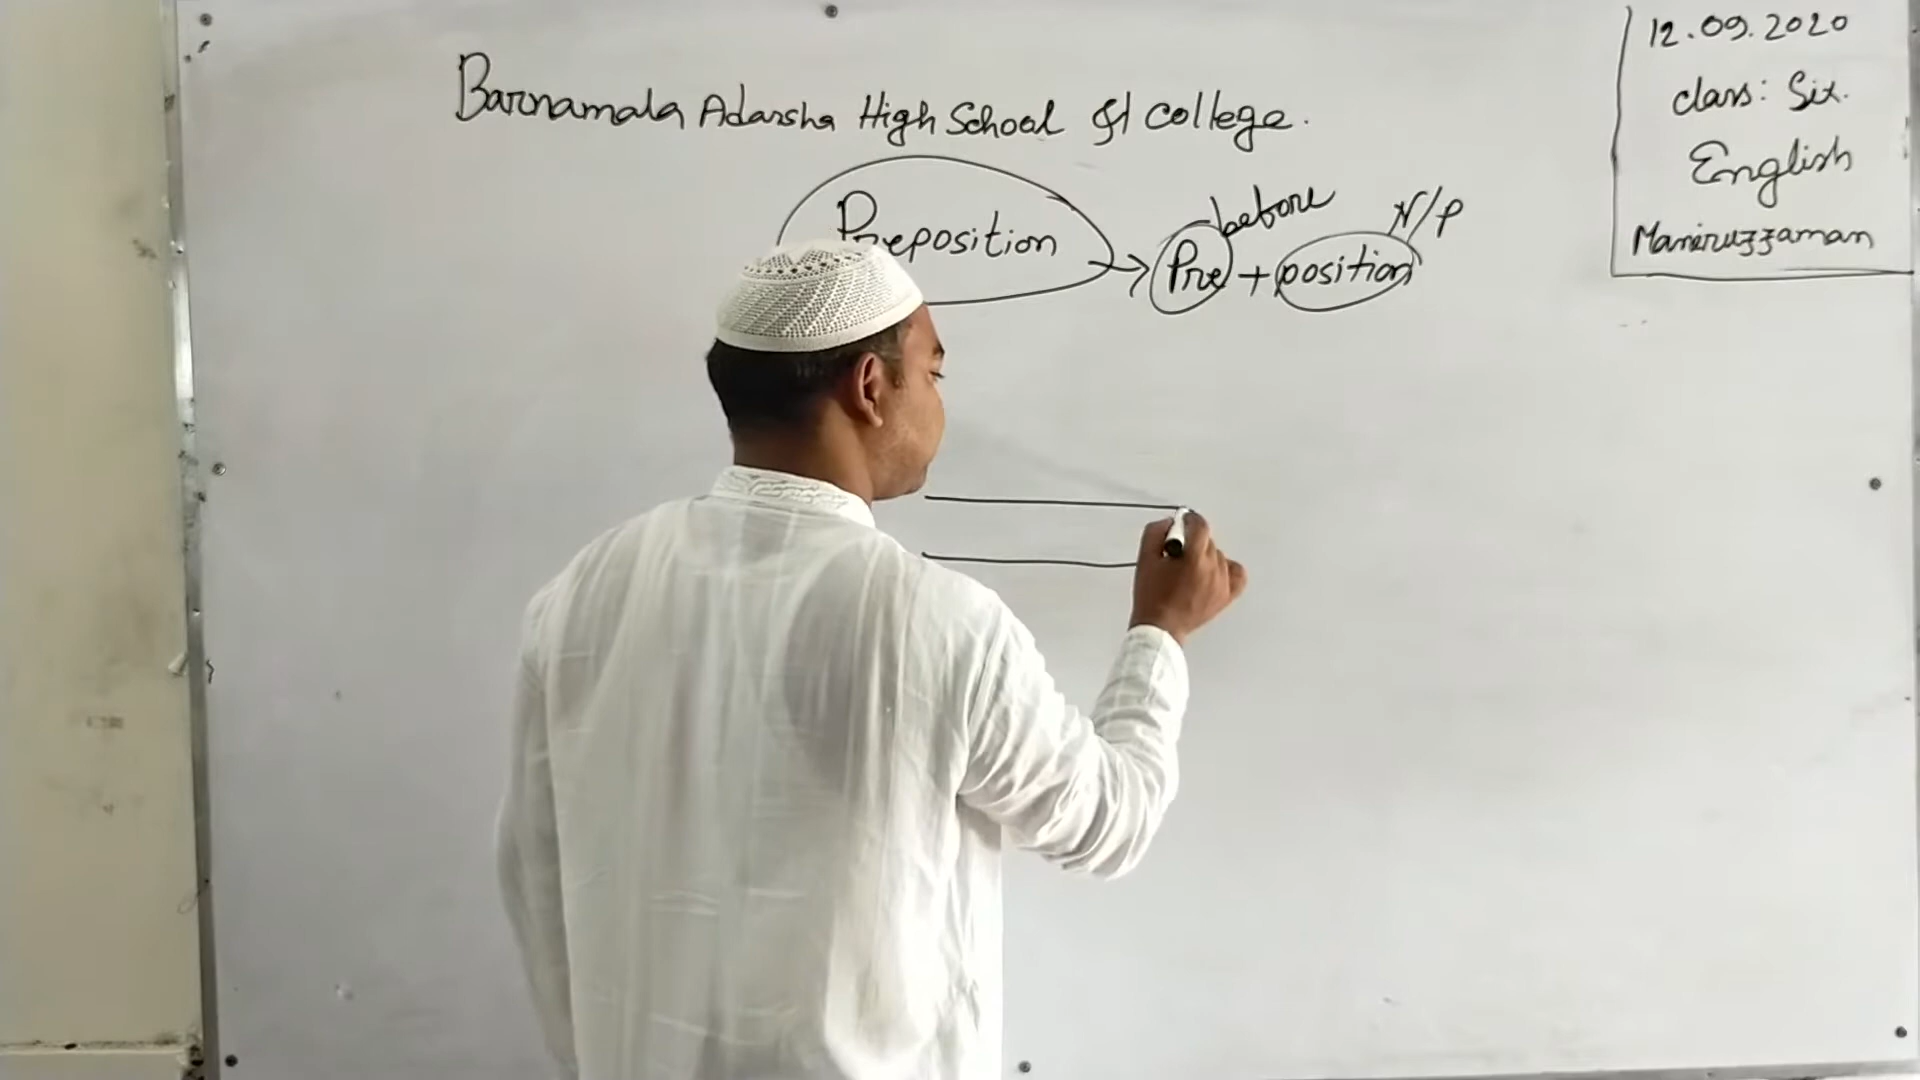 Barnamala Adarsha High School & College.
Preposition → Pre + position
before
N/P
12.09.2020
Class: Six.
English
Maniruzzaman